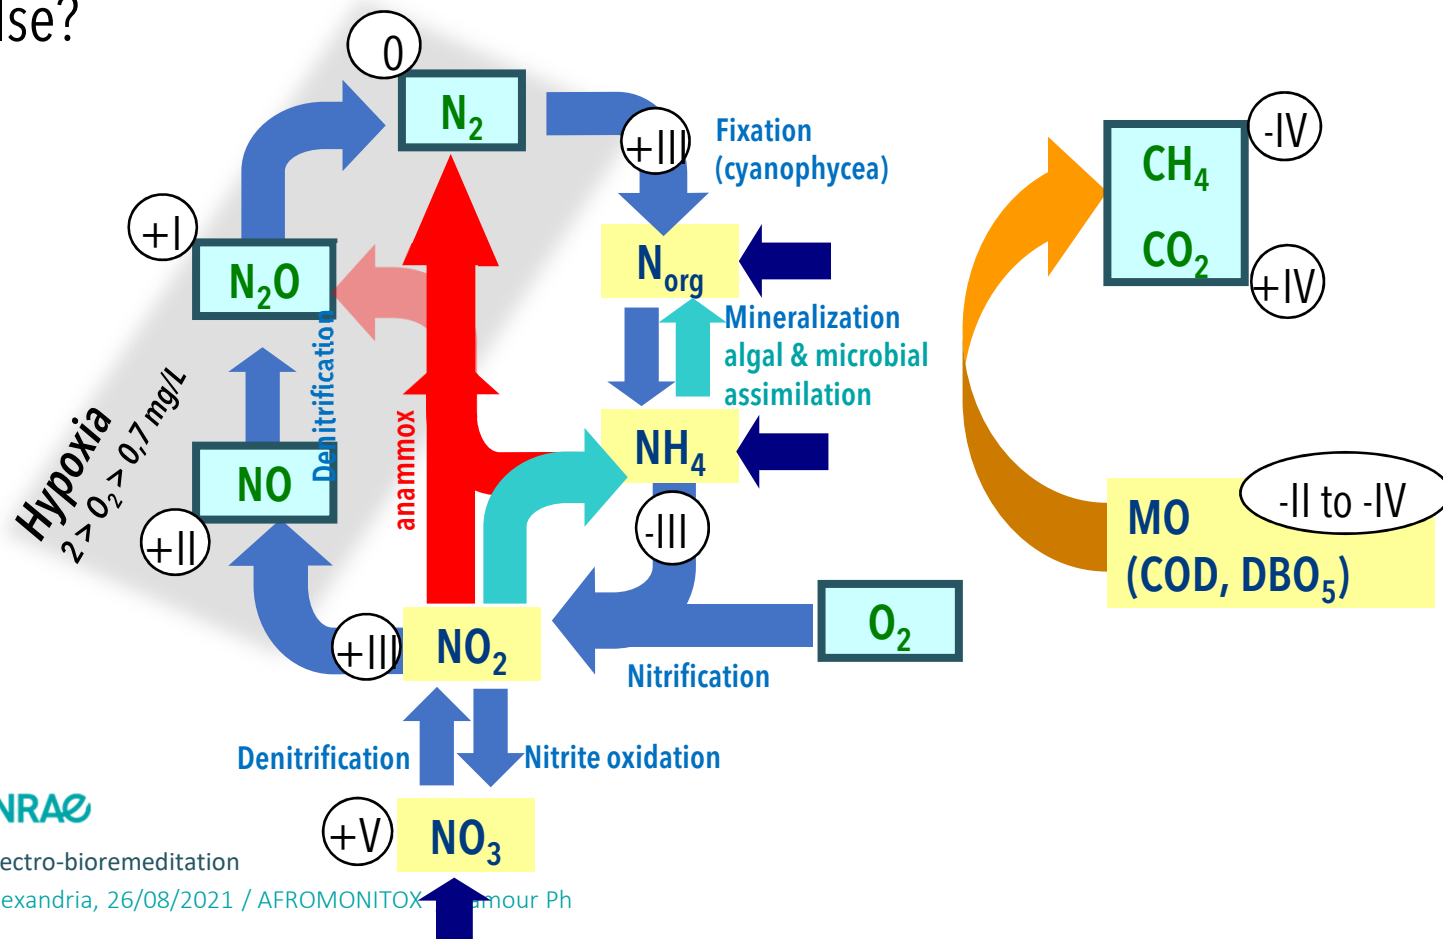 lse?
0
N₂
+III
Fixation
(cyanophycea)
-IV
CH₄
CO₂
+IV
+I
N₂O
Norg
Mineralization
algal & microbial
assimilation
Denitrification
Hypoxia
2 > O₂ > 0,7 mg/L
anammox
NO
+II
NH₄
-III
-II to -IV
MO
(COD, DBO₅)
+III
NO₂
O₂
Nitrification
Denitrification
Nitrite oxidation
+V
NO₃
NRAE
ectro-bioremeditation
exandria, 26/08/2021 / AFROMONITOX
amour Ph